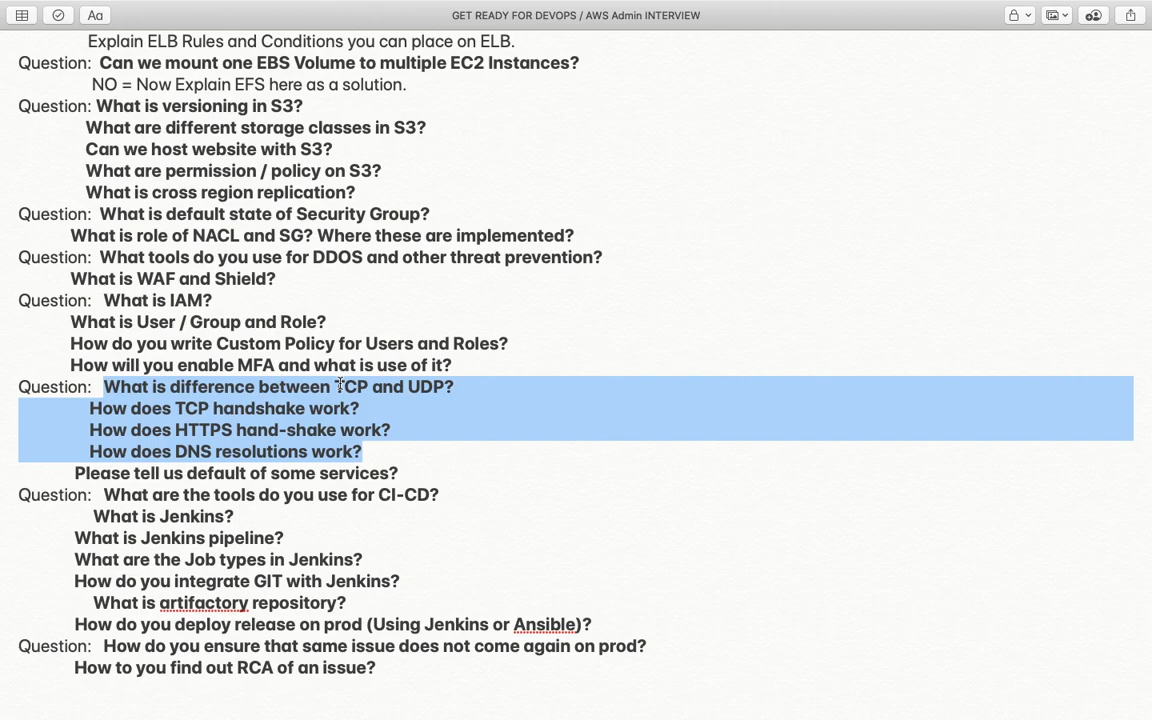 Aa
GET READY FOR DEVOPS / AWS Admin INTERVIEW
Explain ELB Rules and Conditions you can place on ELB.
Question: Can we mount one EBS Volume to multiple EC2 Instances?
NO = Now Explain EFS here as a solution.
Question: What is versioning in S3?
What are different storage classes in S3?
Can we host website with S3?
What are permission / policy on S3?
What is cross region replication?
Question: What is default state of Security Group?
What is role of NACL and SG? Where these are implemented?
Question: What tools do you use for DDOS and other threat prevention?
What is WAF and Shield?
Question: What is IAM?
What is User / Group and Role?
How do you write Custom Policy for Users and Roles?
How will you enable MFA and what is use of it?
Question: What is difference between TCP and UDP?
How does TCP handshake work?
How does HTTPS hand-shake work?
How does DNS resolutions work?
Please tell us default of some services?
Question: What are the tools do you use for CI-CD?
What is Jenkins?
What is Jenkins pipeline?
What are the Job types in Jenkins?
How do you integrate GIT with Jenkins?
What is artifactory repository?
How do you deploy release on prod (Using Jenkins or Ansible)?
Question: How do you ensure that same issue does not come again on prod?
How to you find out RCA of an issue?